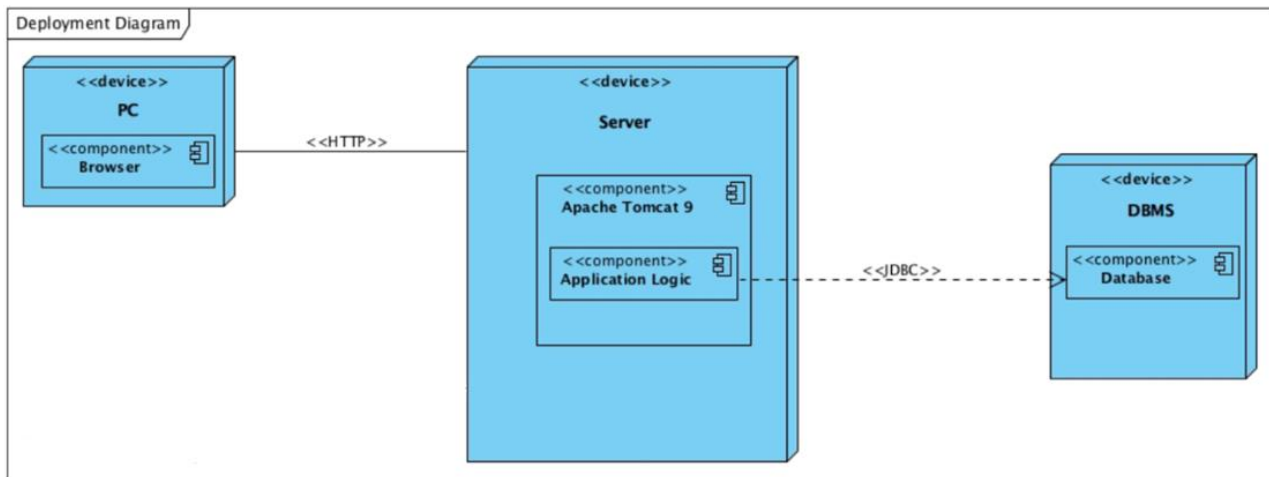 Deployment Diagram
<<device>>
PC
<<component>>
Browser
<<HTTP>>
<<device>>
Server
<<component>>
Apache Tomcat 9
<<component>>
Application Logic
<<JDBC>>
<<device>>
DBMS
<<component>>
Database